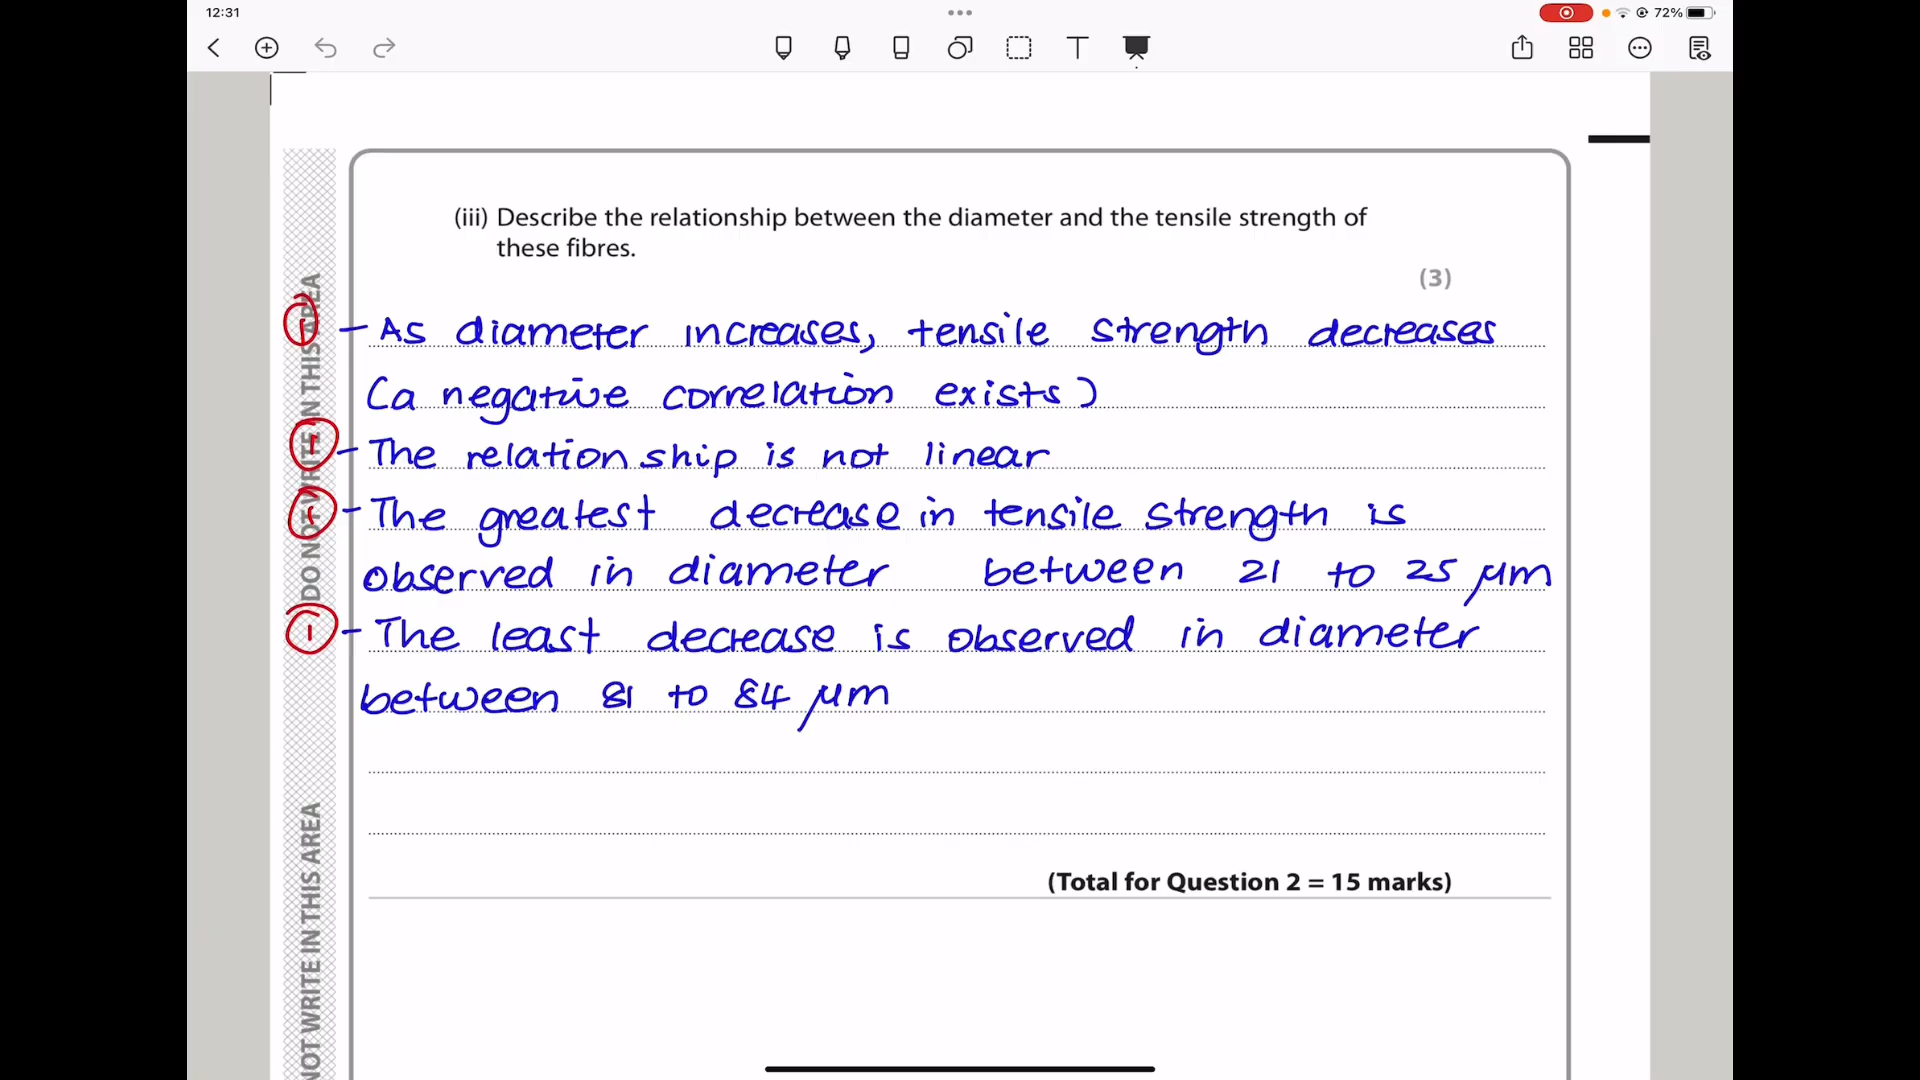 12:31
72%
(iii) Describe the relationship between the diameter and the tensile strength of
these fibres.
(3)
1 - As diameter increases, tensile strength decreases
(a negative correlation exists)
1 - The relationship is not linear
1 - The greatest decrease in tensile strength is
observed in diameter between 21 to 25 μm
1 - The least decrease is observed in diameter
between 81 to 84 μm
(Total for Question 2 = 15 marks)
DO NOT WRITE IN THIS AREA
NOT WRITE IN THIS AREA